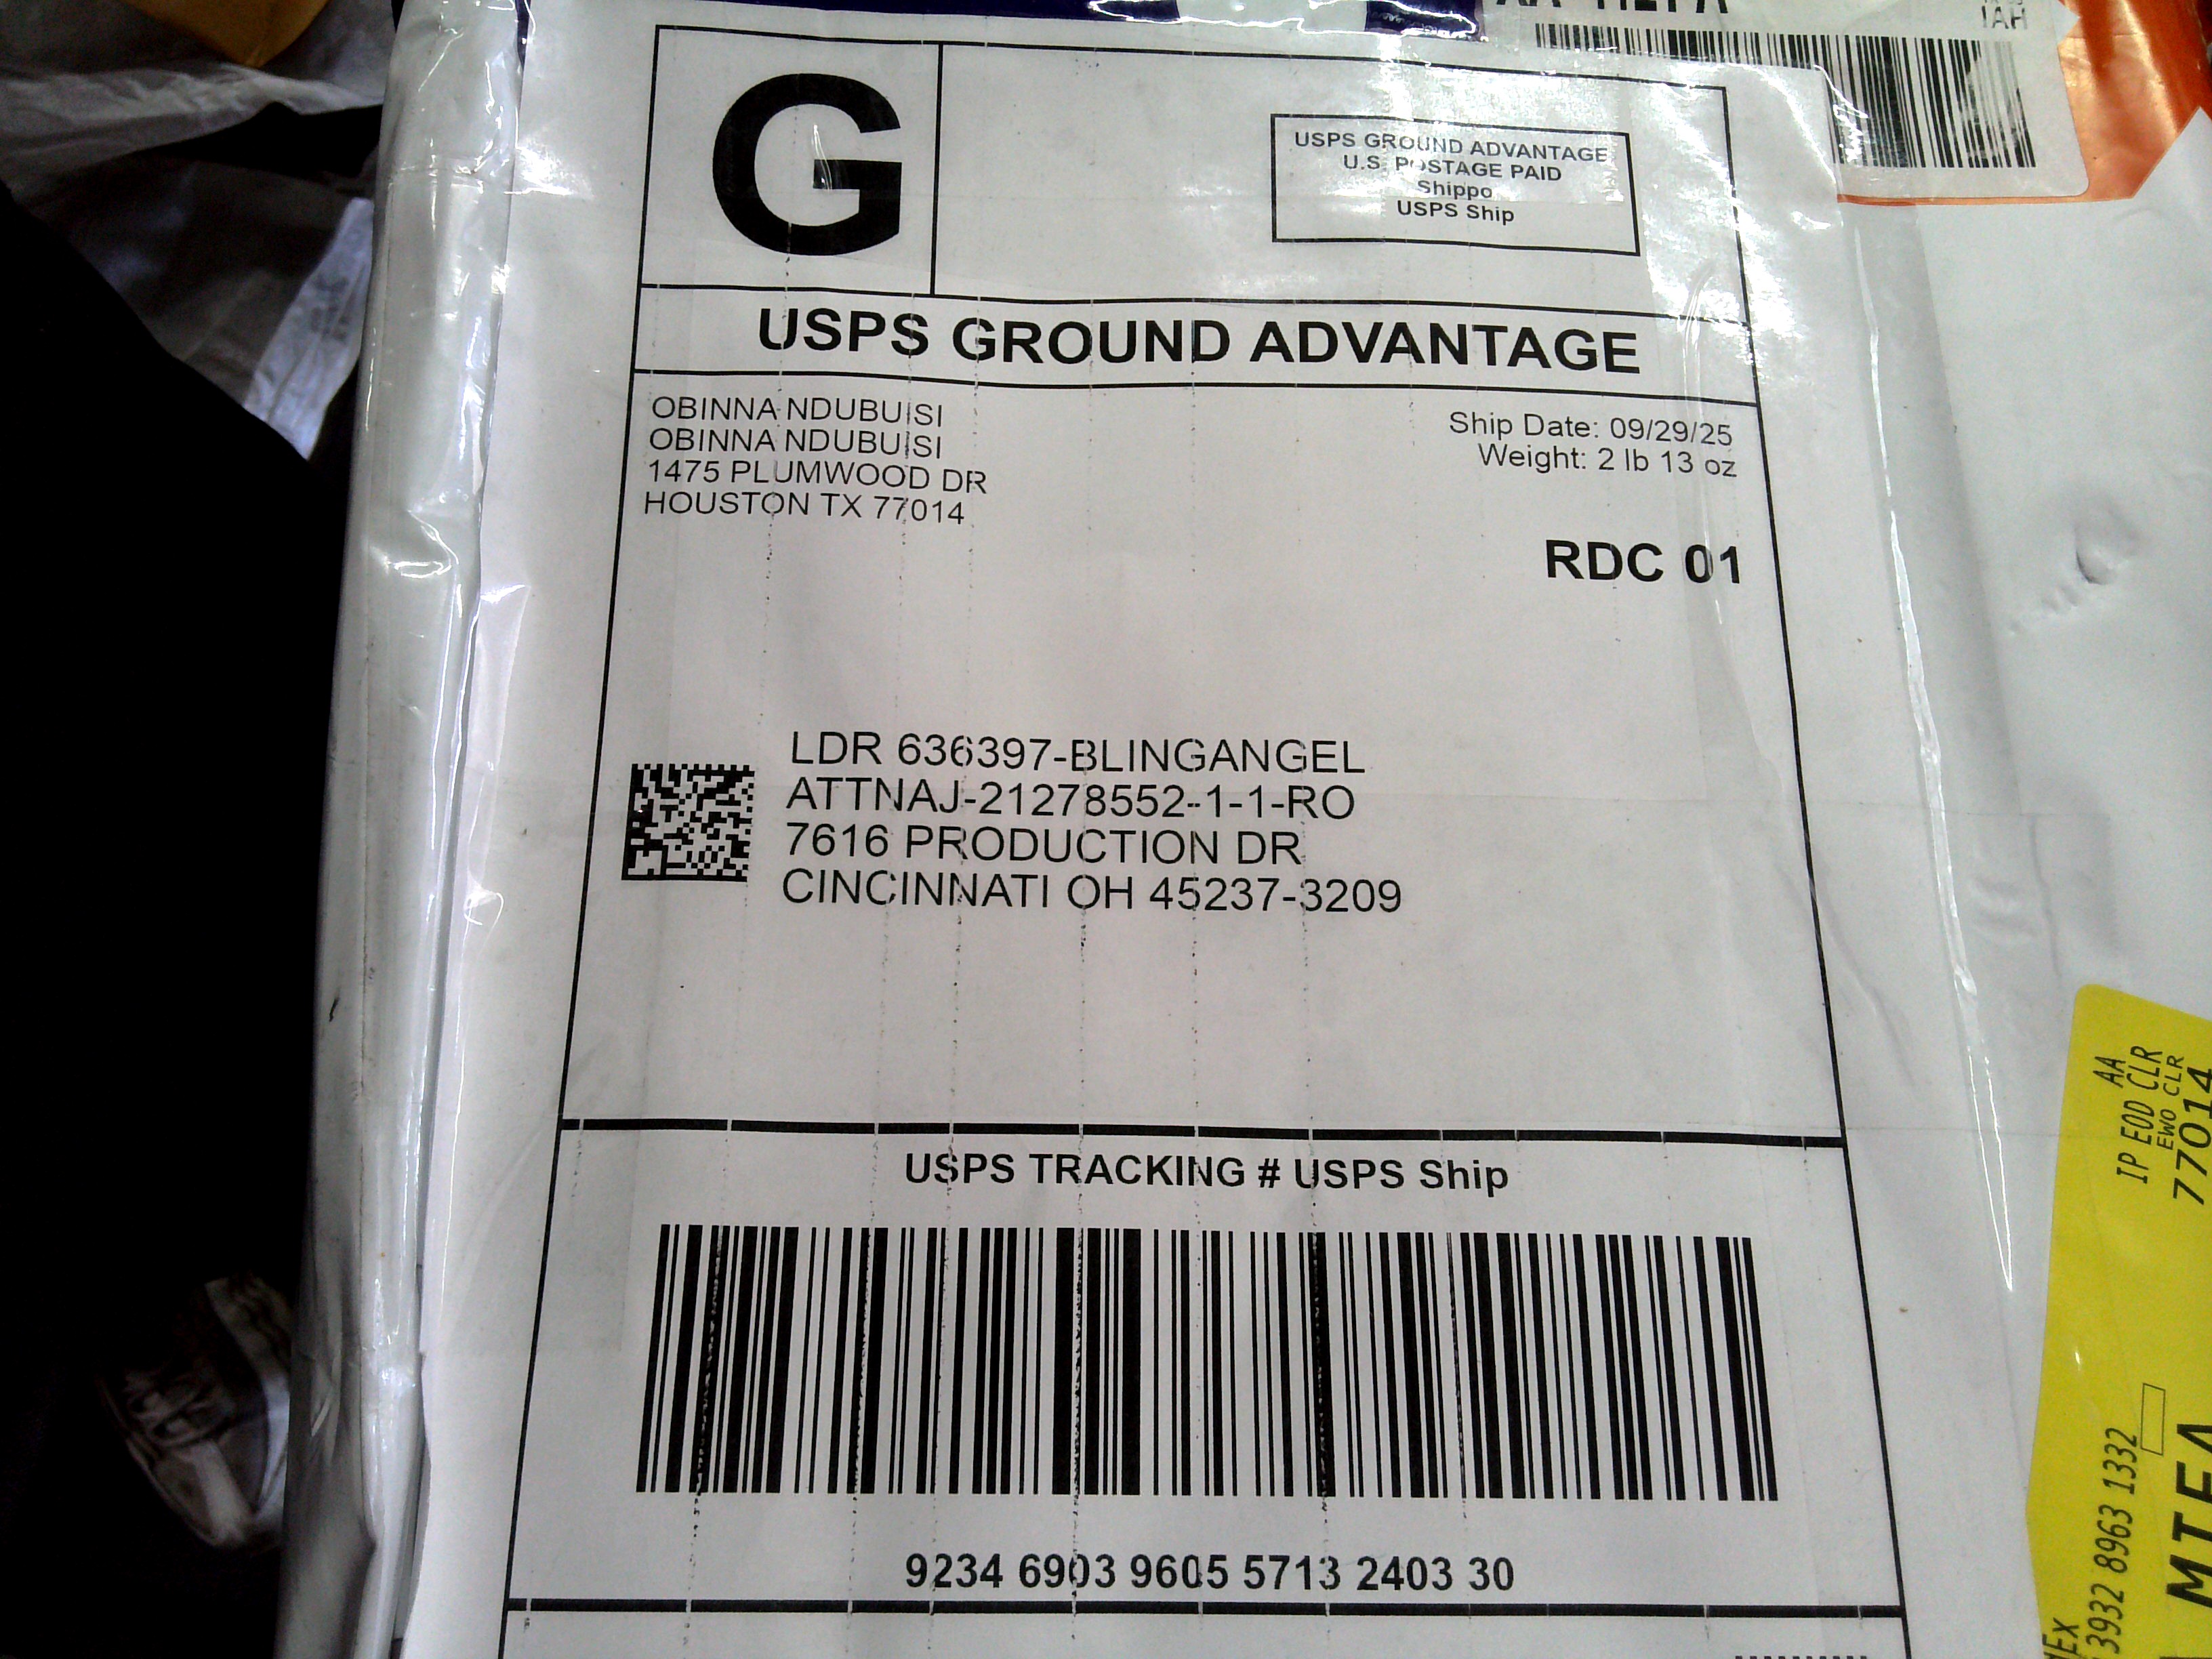 IAH
G
USPS GROUND ADVANTAGE
U.S. POSTAGE PAID
Shippo
USPS Ship
USPS GROUND ADVANTAGE
OBINNA NDUBUISI
OBINNA NDUBUISI
1475 PLUMWOOD DR
HOUSTON TX 77014
Ship Date: 09/29/25
Weight: 2 lb 13 oz
RDC 01
LDR 636397-BLINGANGEL
ATTNAJ-21278552-1-1-RO
7616 PRODUCTION DR
CINCINNATI OH 45237-3209
USPS TRACKING # USPS Ship
9234 6903 9605 5713 2403 30
IP EOD AA
CLR
EWO CLR
77014
3932 8963 1332